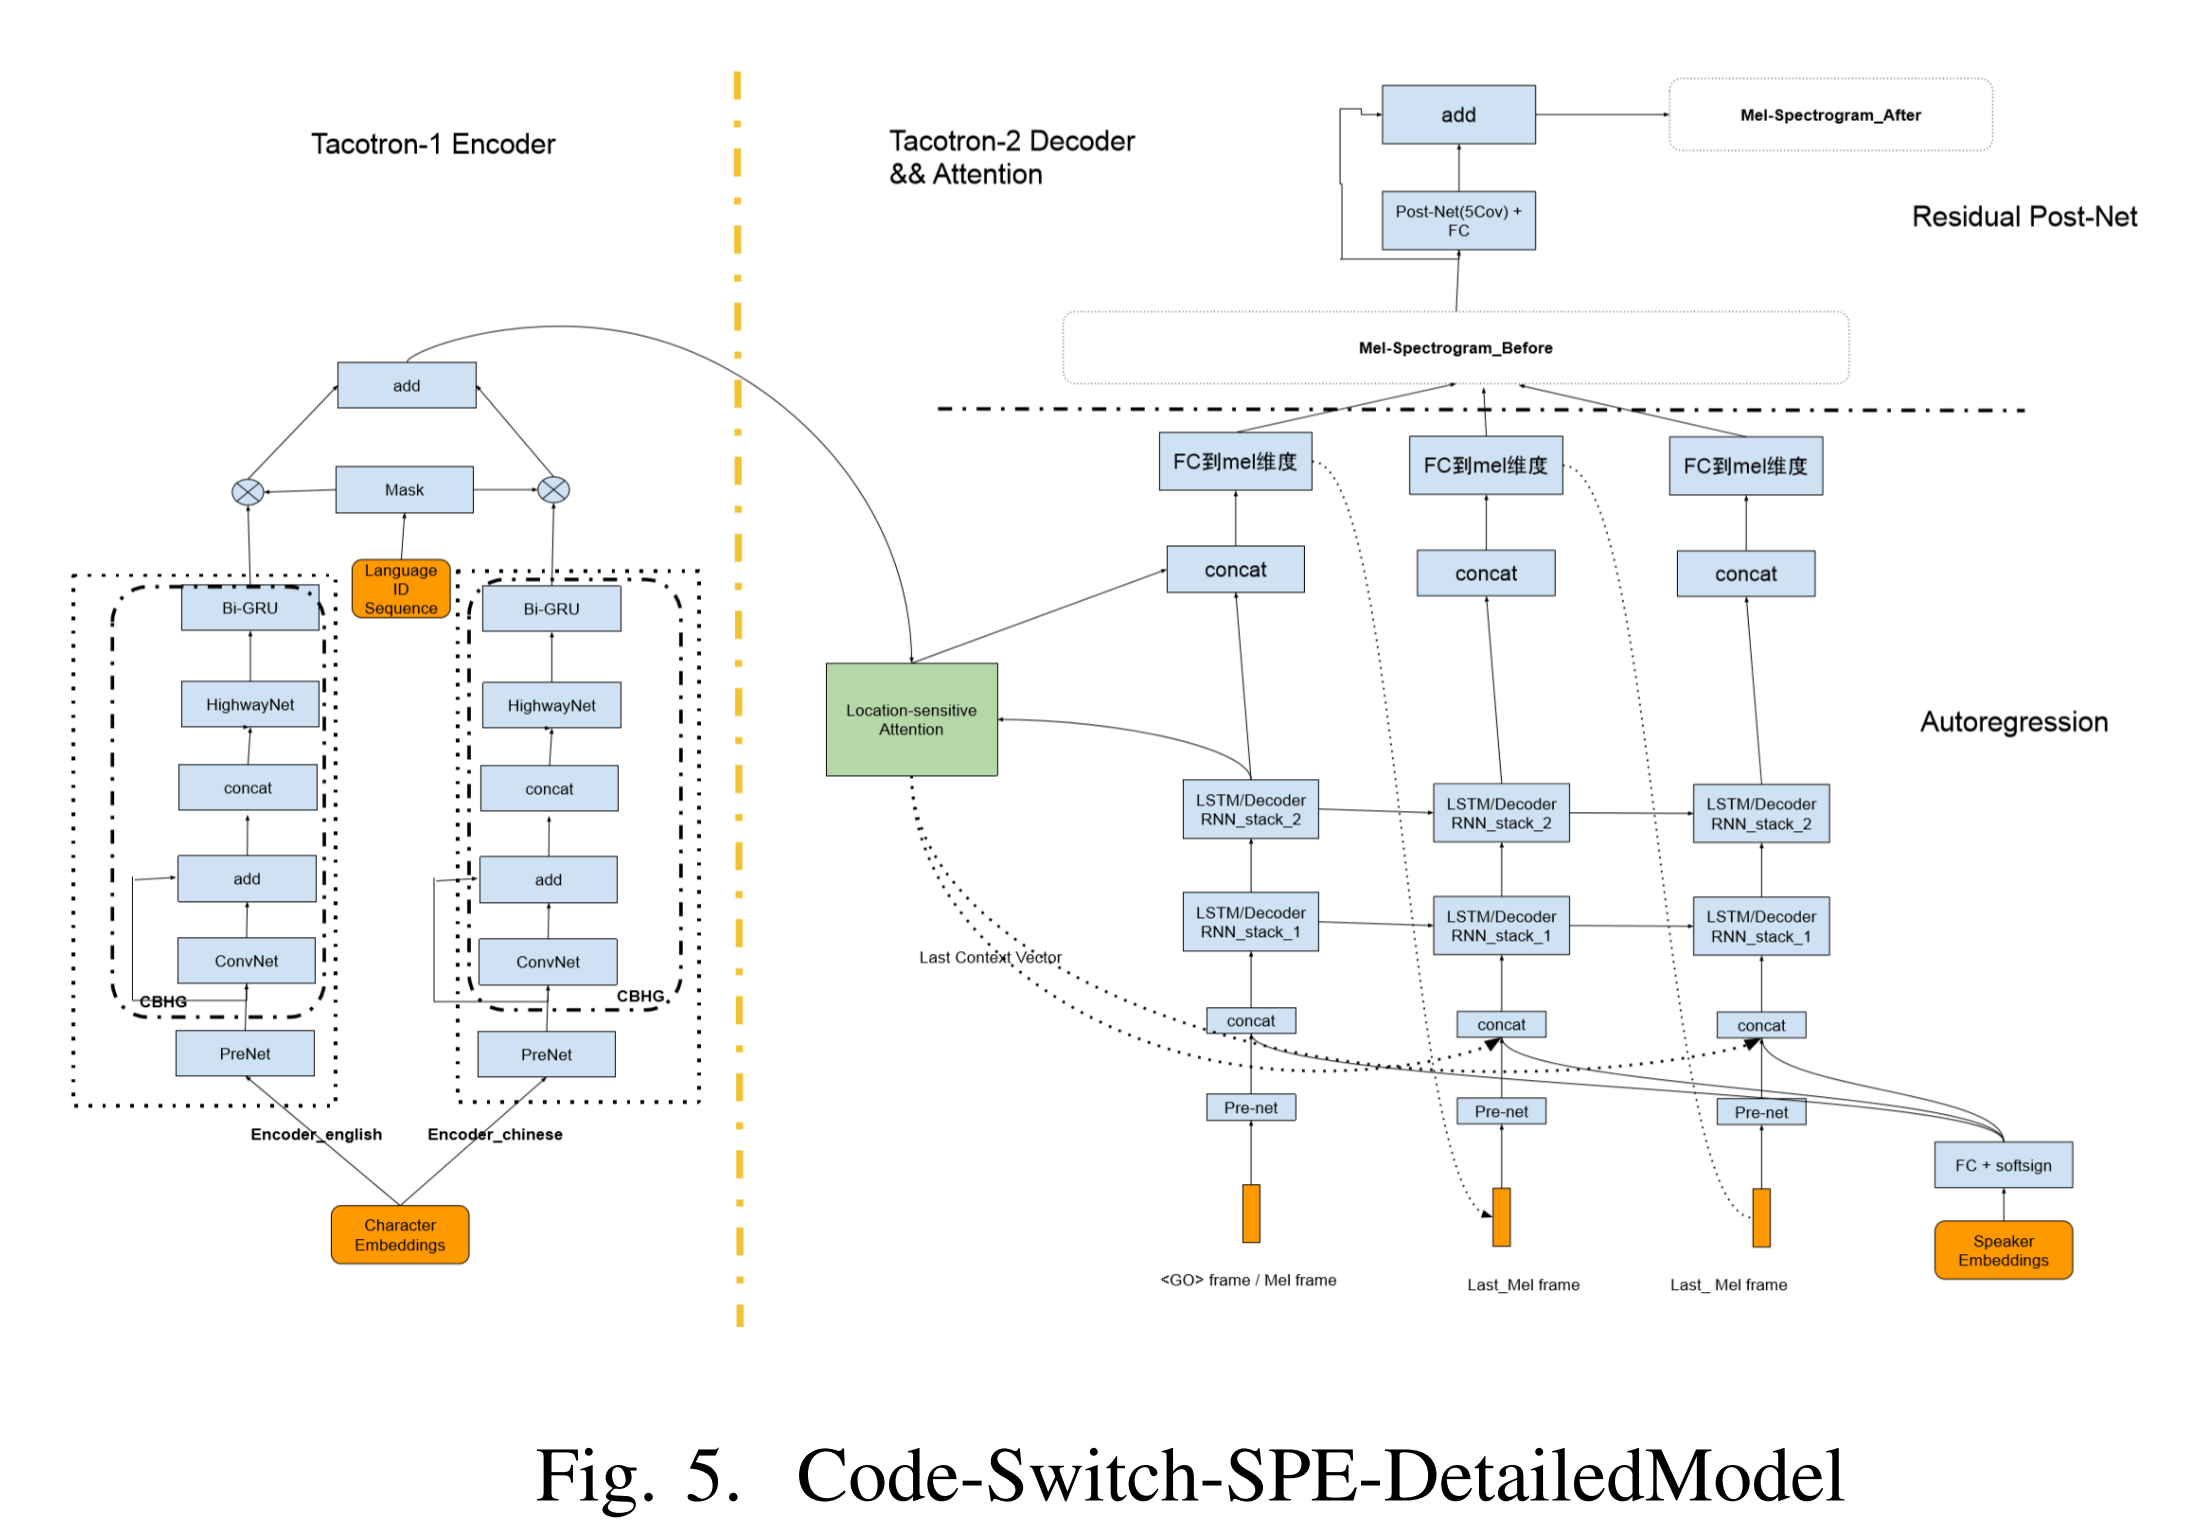 Tacotron-1 Encoder
add
Mask
Language
ID
Sequence
Bi-GRU
HighwayNet
concat
add
ConvNet
CBHG
PreNet
Encoder_english
Bi-GRU
HighwayNet
concat
add
ConvNet
CBHG
PreNet
Encoder_chinese
Character
Embeddings
Tacotron-2 Decoder
&& Attention
add
Mel-Spectrogram_After
Post-Net(5Cov) +
FC
Residual Post-Net
Mel-Spectrogram_Before
FC到mel维度
FC到mel维度
FC到mel维度
concat
concat
concat
Location-sensitive
Attention
Autoregression
LSTM/Decoder
RNN_stack_2
LSTM/Decoder
RNN_stack_2
LSTM/Decoder
RNN_stack_2
LSTM/Decoder
RNN_stack_1
LSTM/Decoder
RNN_stack_1
LSTM/Decoder
RNN_stack_1
Last Context Vector
concat
concat
concat
Pre-net
Pre-net
Pre-net
FC + softsign
Speaker
Embeddings
<GO> frame / Mel frame
Last_Mel frame
Last_ Mel frame
Fig. 5. Code-Switch-SPE-DetailedModel